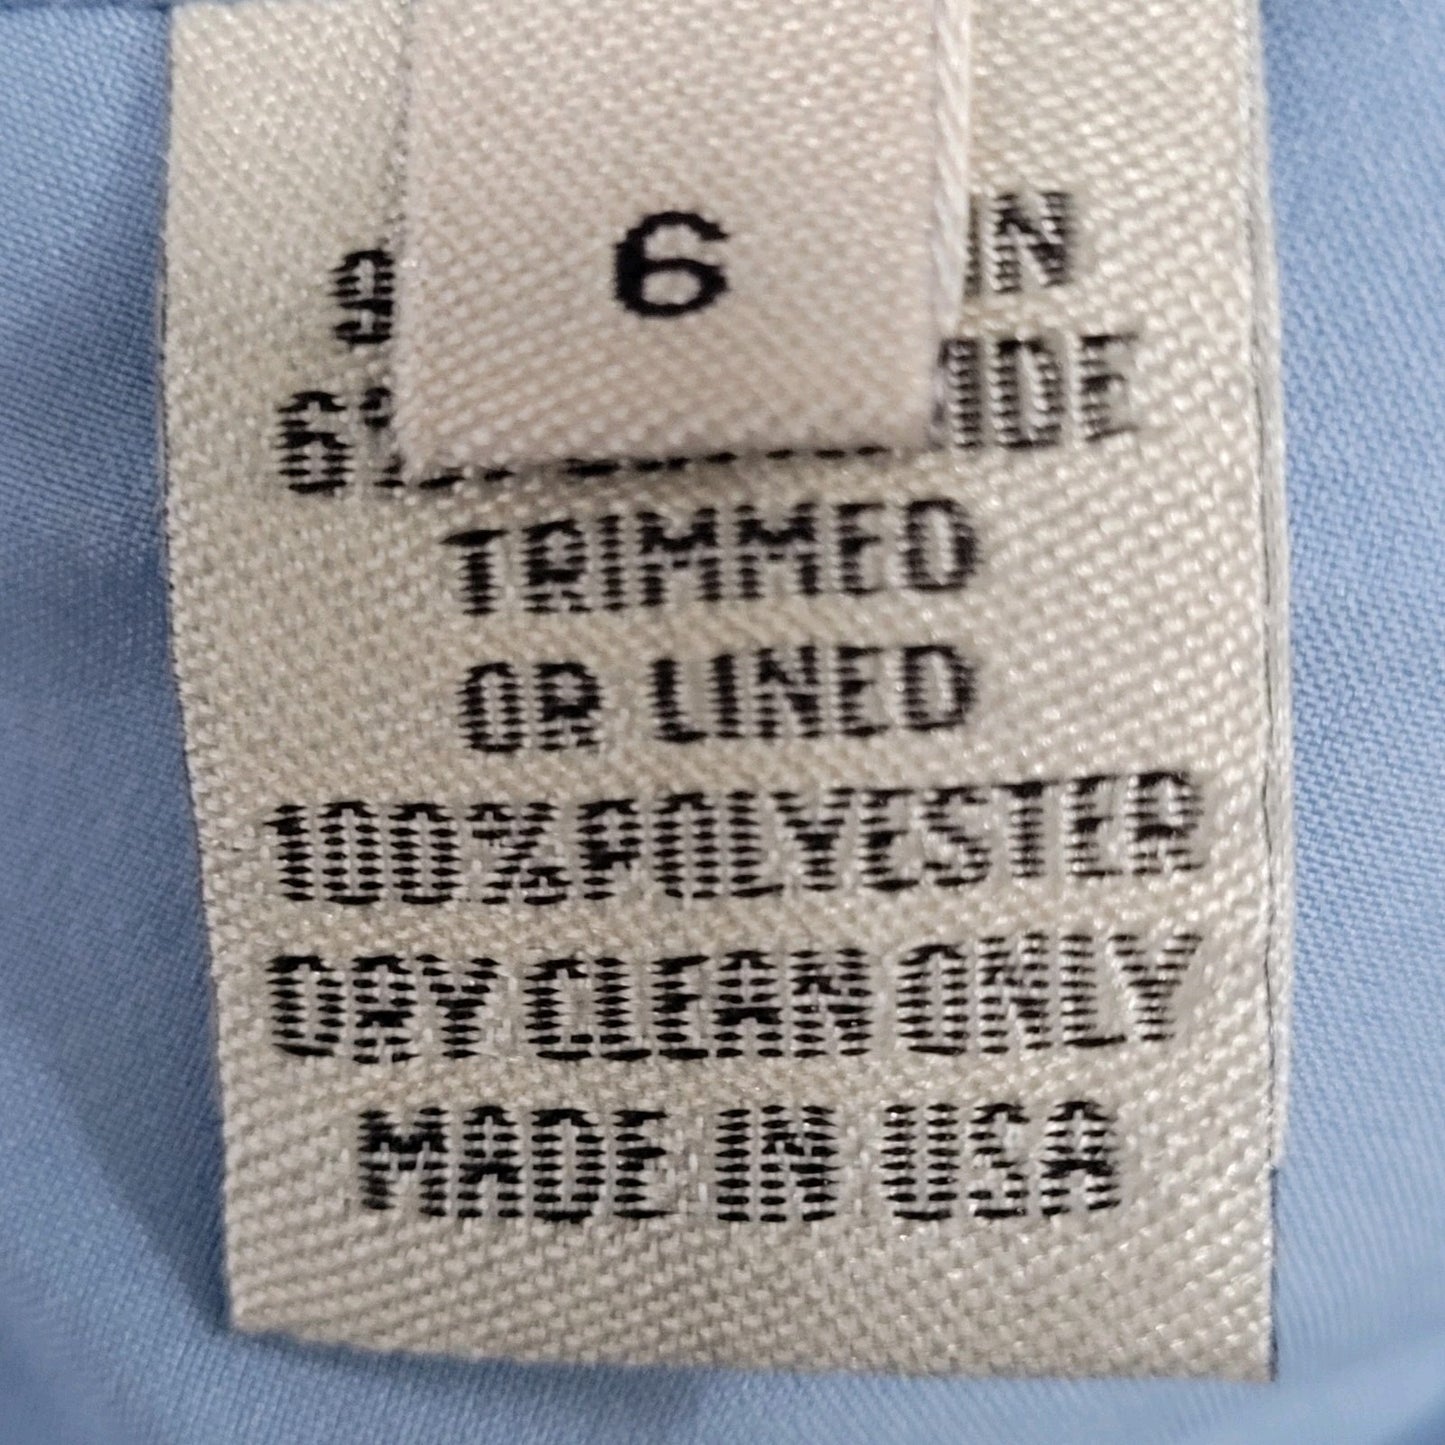 6
TRIMMED
OR LINED
100%POLYESTER
DRY CLEAN ONLY
MADE IN USA